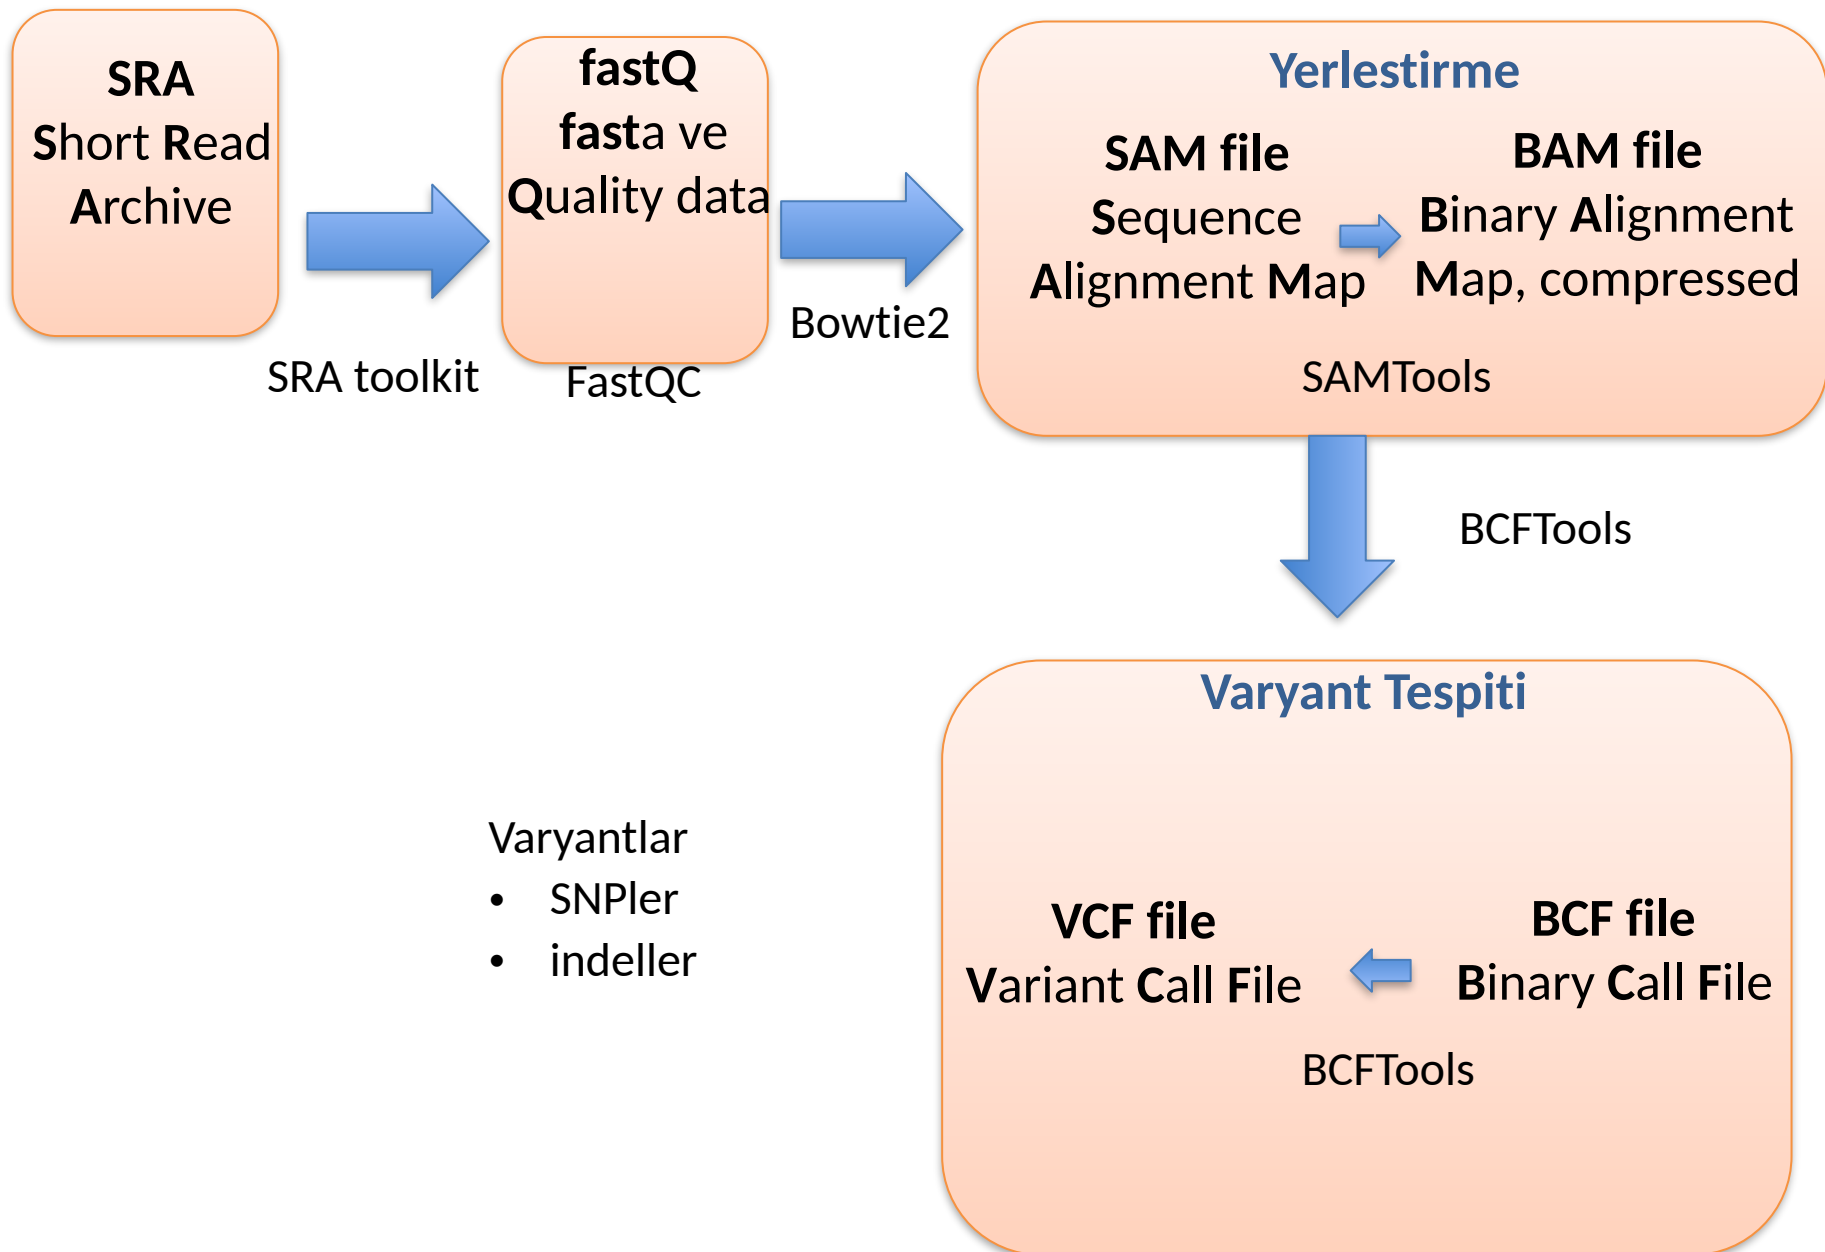 SRA
Short Read
Archive
SRA toolkit
fastQ
fasta ve
Quality data
FastQC
Bowtie2
Yerlestirme
SAM file
Sequence
Alignment Map
BAM file
Binary Alignment
Map, compressed
SAMTools
BCFTools
Varyant Tespiti
BCF file
Binary Call File
VCF file
Variant Call File
BCFTools
Varyantlar
• SNPler
• indeller